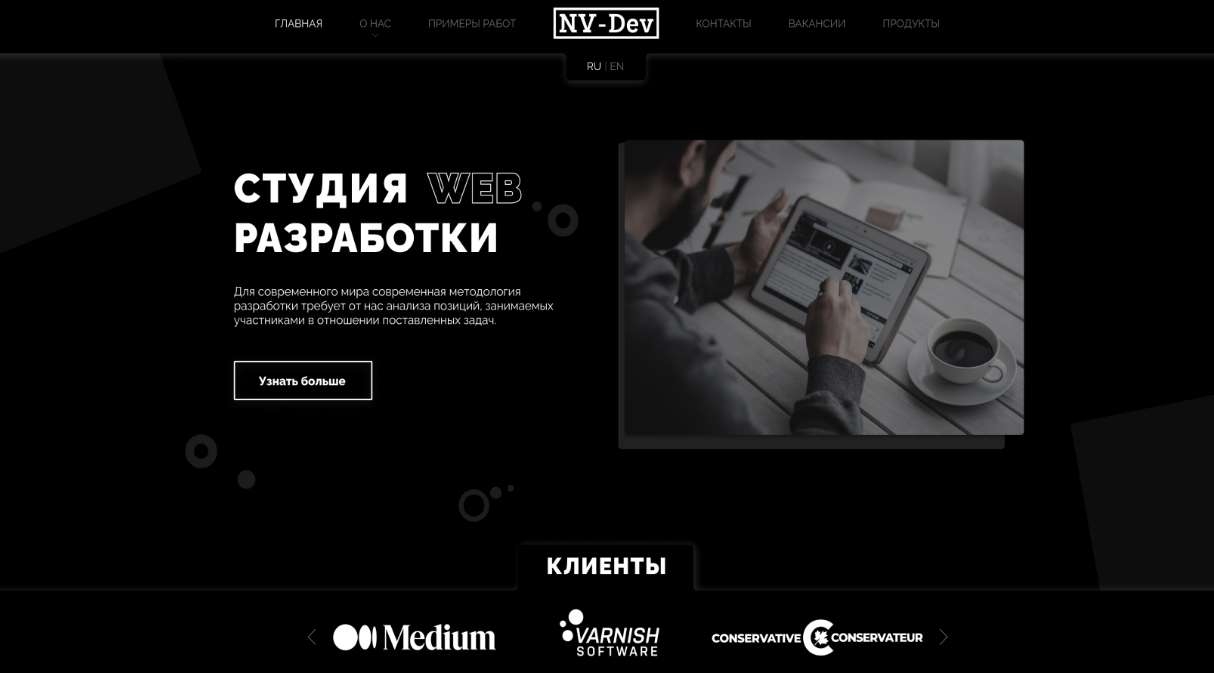 ГЛАВНАЯ О НАС ПРИМЕРЫ РАБОТ NV-Dev КОНТАКТЫ ВАКАНСИИ ПРОДУКТЫ
RU | EN
СТУДИЯ WEB
РАЗРАБОТКИ
Для современного мира современная методология
разработки требует от нас анализа позиций, занимаемых
участниками в отношении поставленных задач.
Узнать больше
КЛИЕНТЫ
Medium
VARNISH
SOFTWARE
CONSERVATIVE CONSERVATEUR